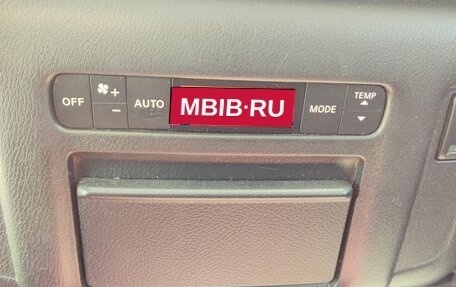 OFF + AUTO MBIB·RU MODE TEMP
−